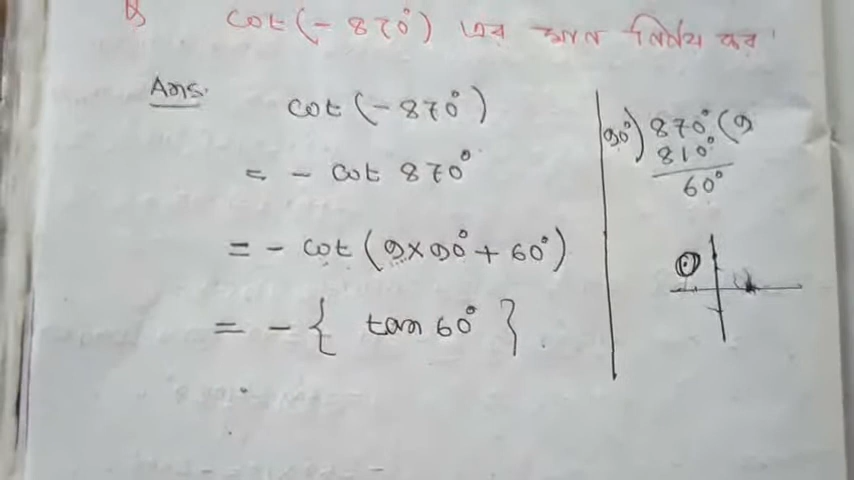 cot (- 870°) এর মান নির্ণয় কর।
Ans.
cot (- 870°)
= - cot 870°
= - cot (9×90° + 60°)
= - { tan 60° } .
90° ) 870° ( 9
810°
60°